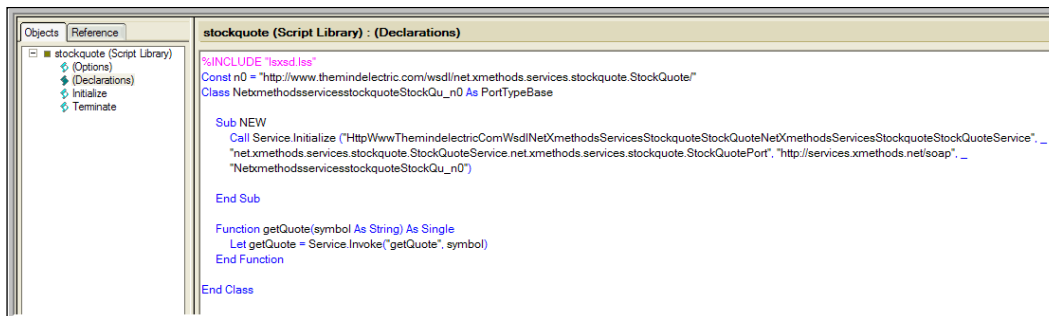 Objects Reference
stockquote (Script Library)
(Options)
(Declarations)
Initialize
Terminate
stockquote (Script Library) : (Declarations)
%INCLUDE "lsxsd.lss"
Const n0 = "http://www.themindelectric.com/wsdl/net.xmethods.services.stockquote.StockQuote/"
Class NetxmethodsservicesstockquoteStockQu_n0 As PortTypeBase
Sub NEW
Call Service.Initialize ("HttpWwwThemindelectricComWsdlNetXmethodsServicesStockquoteStockQuoteNetXmethodsServicesStockquoteStockQuoteService", _
"net.xmethods.services.stockquote.StockQuoteService.net.xmethods.services.stockquote.StockQuotePort", "http://services.xmethods.net/soap", _
"NetxmethodsservicesstockquoteStockQu_n0")
End Sub
Function getQuote(symbol As String) As Single
Let getQuote = Service.Invoke("getQuote", symbol)
End Function
End Class